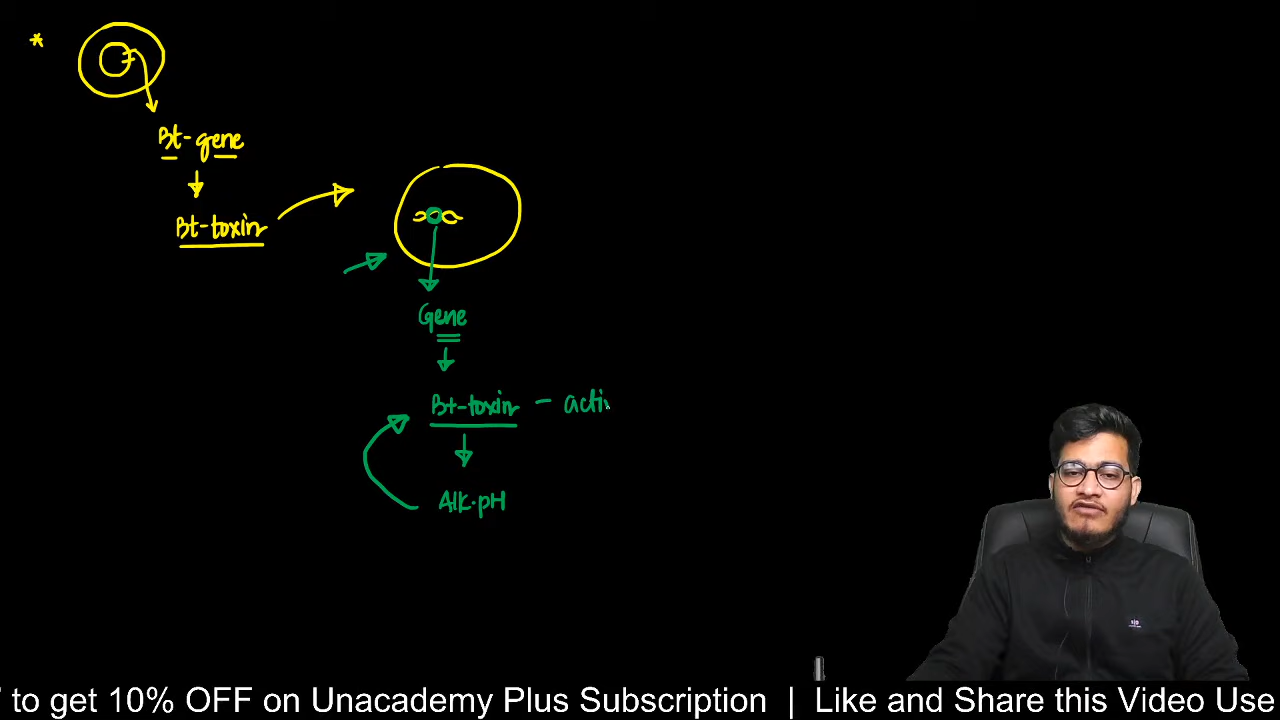 *
Bt-gene
Bt-toxin
Gene
Bt-toxin - acti
Alk.pH
to get 10% OFF on Unacademy Plus Subscription | Like and Share this Video Use